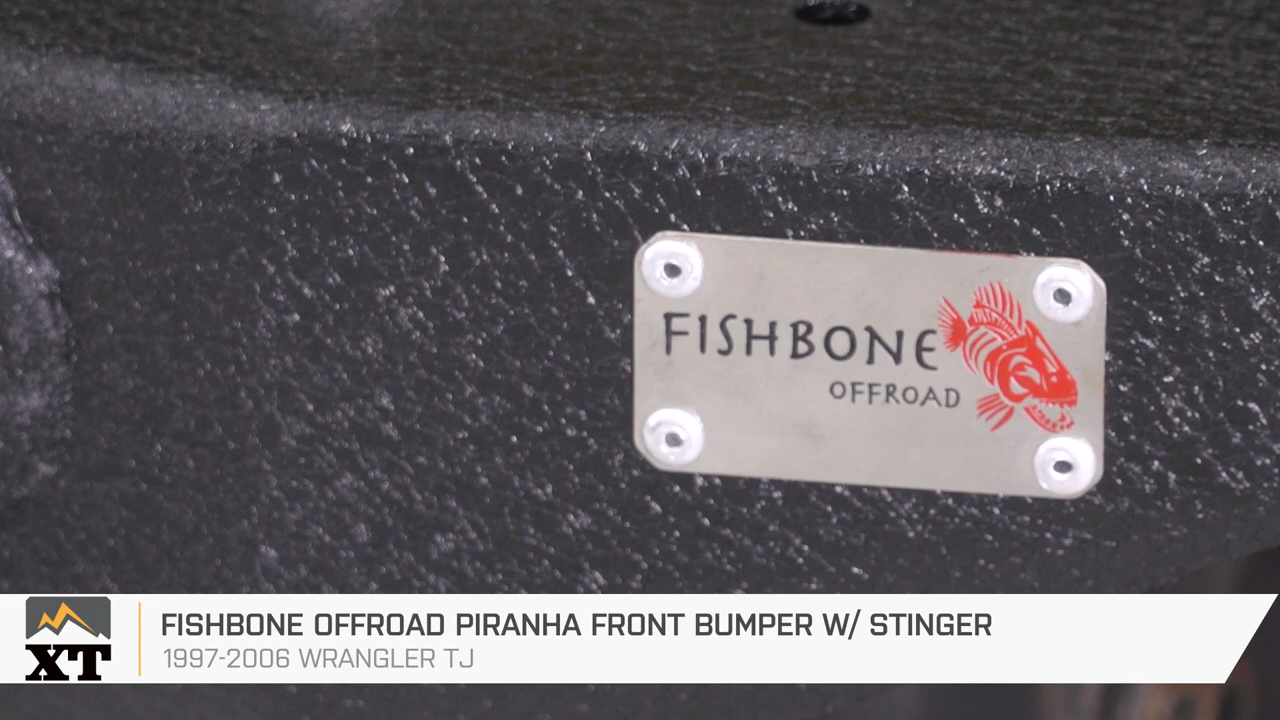 FISHBONE
OFFROAD
XT
FISHBONE OFFROAD PIRANHA FRONT BUMPER W/ STINGER
1997-2006 WRANGLER TJ